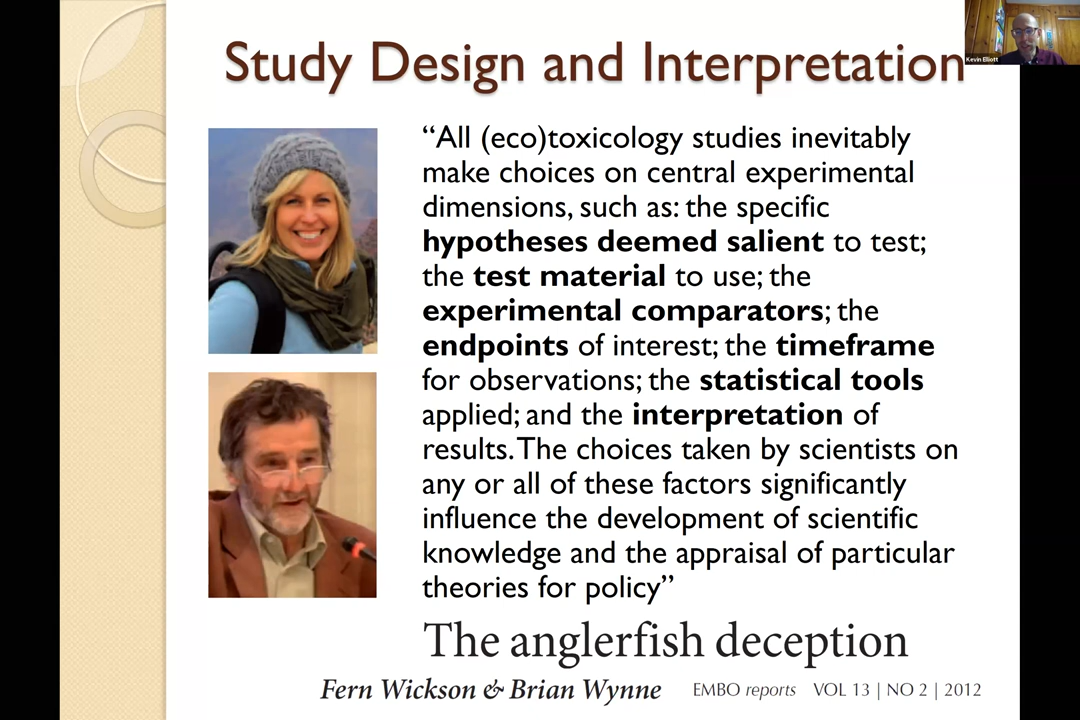 Study Design and Interpretation
Kevin Elliott
“All (eco)toxicology studies inevitably
make choices on central experimental
dimensions, such as: the specific
hypotheses deemed salient to test;
the test material to use; the
experimental comparators; the
endpoints of interest; the timeframe
for observations; the statistical tools
applied; and the interpretation of
results. The choices taken by scientists on
any or all of these factors significantly
influence the development of scientific
knowledge and the appraisal of particular
theories for policy”
The anglerfish deception
Fern Wickson & Brian Wynne EMBO reports VOL 13 | NO 2 | 2012